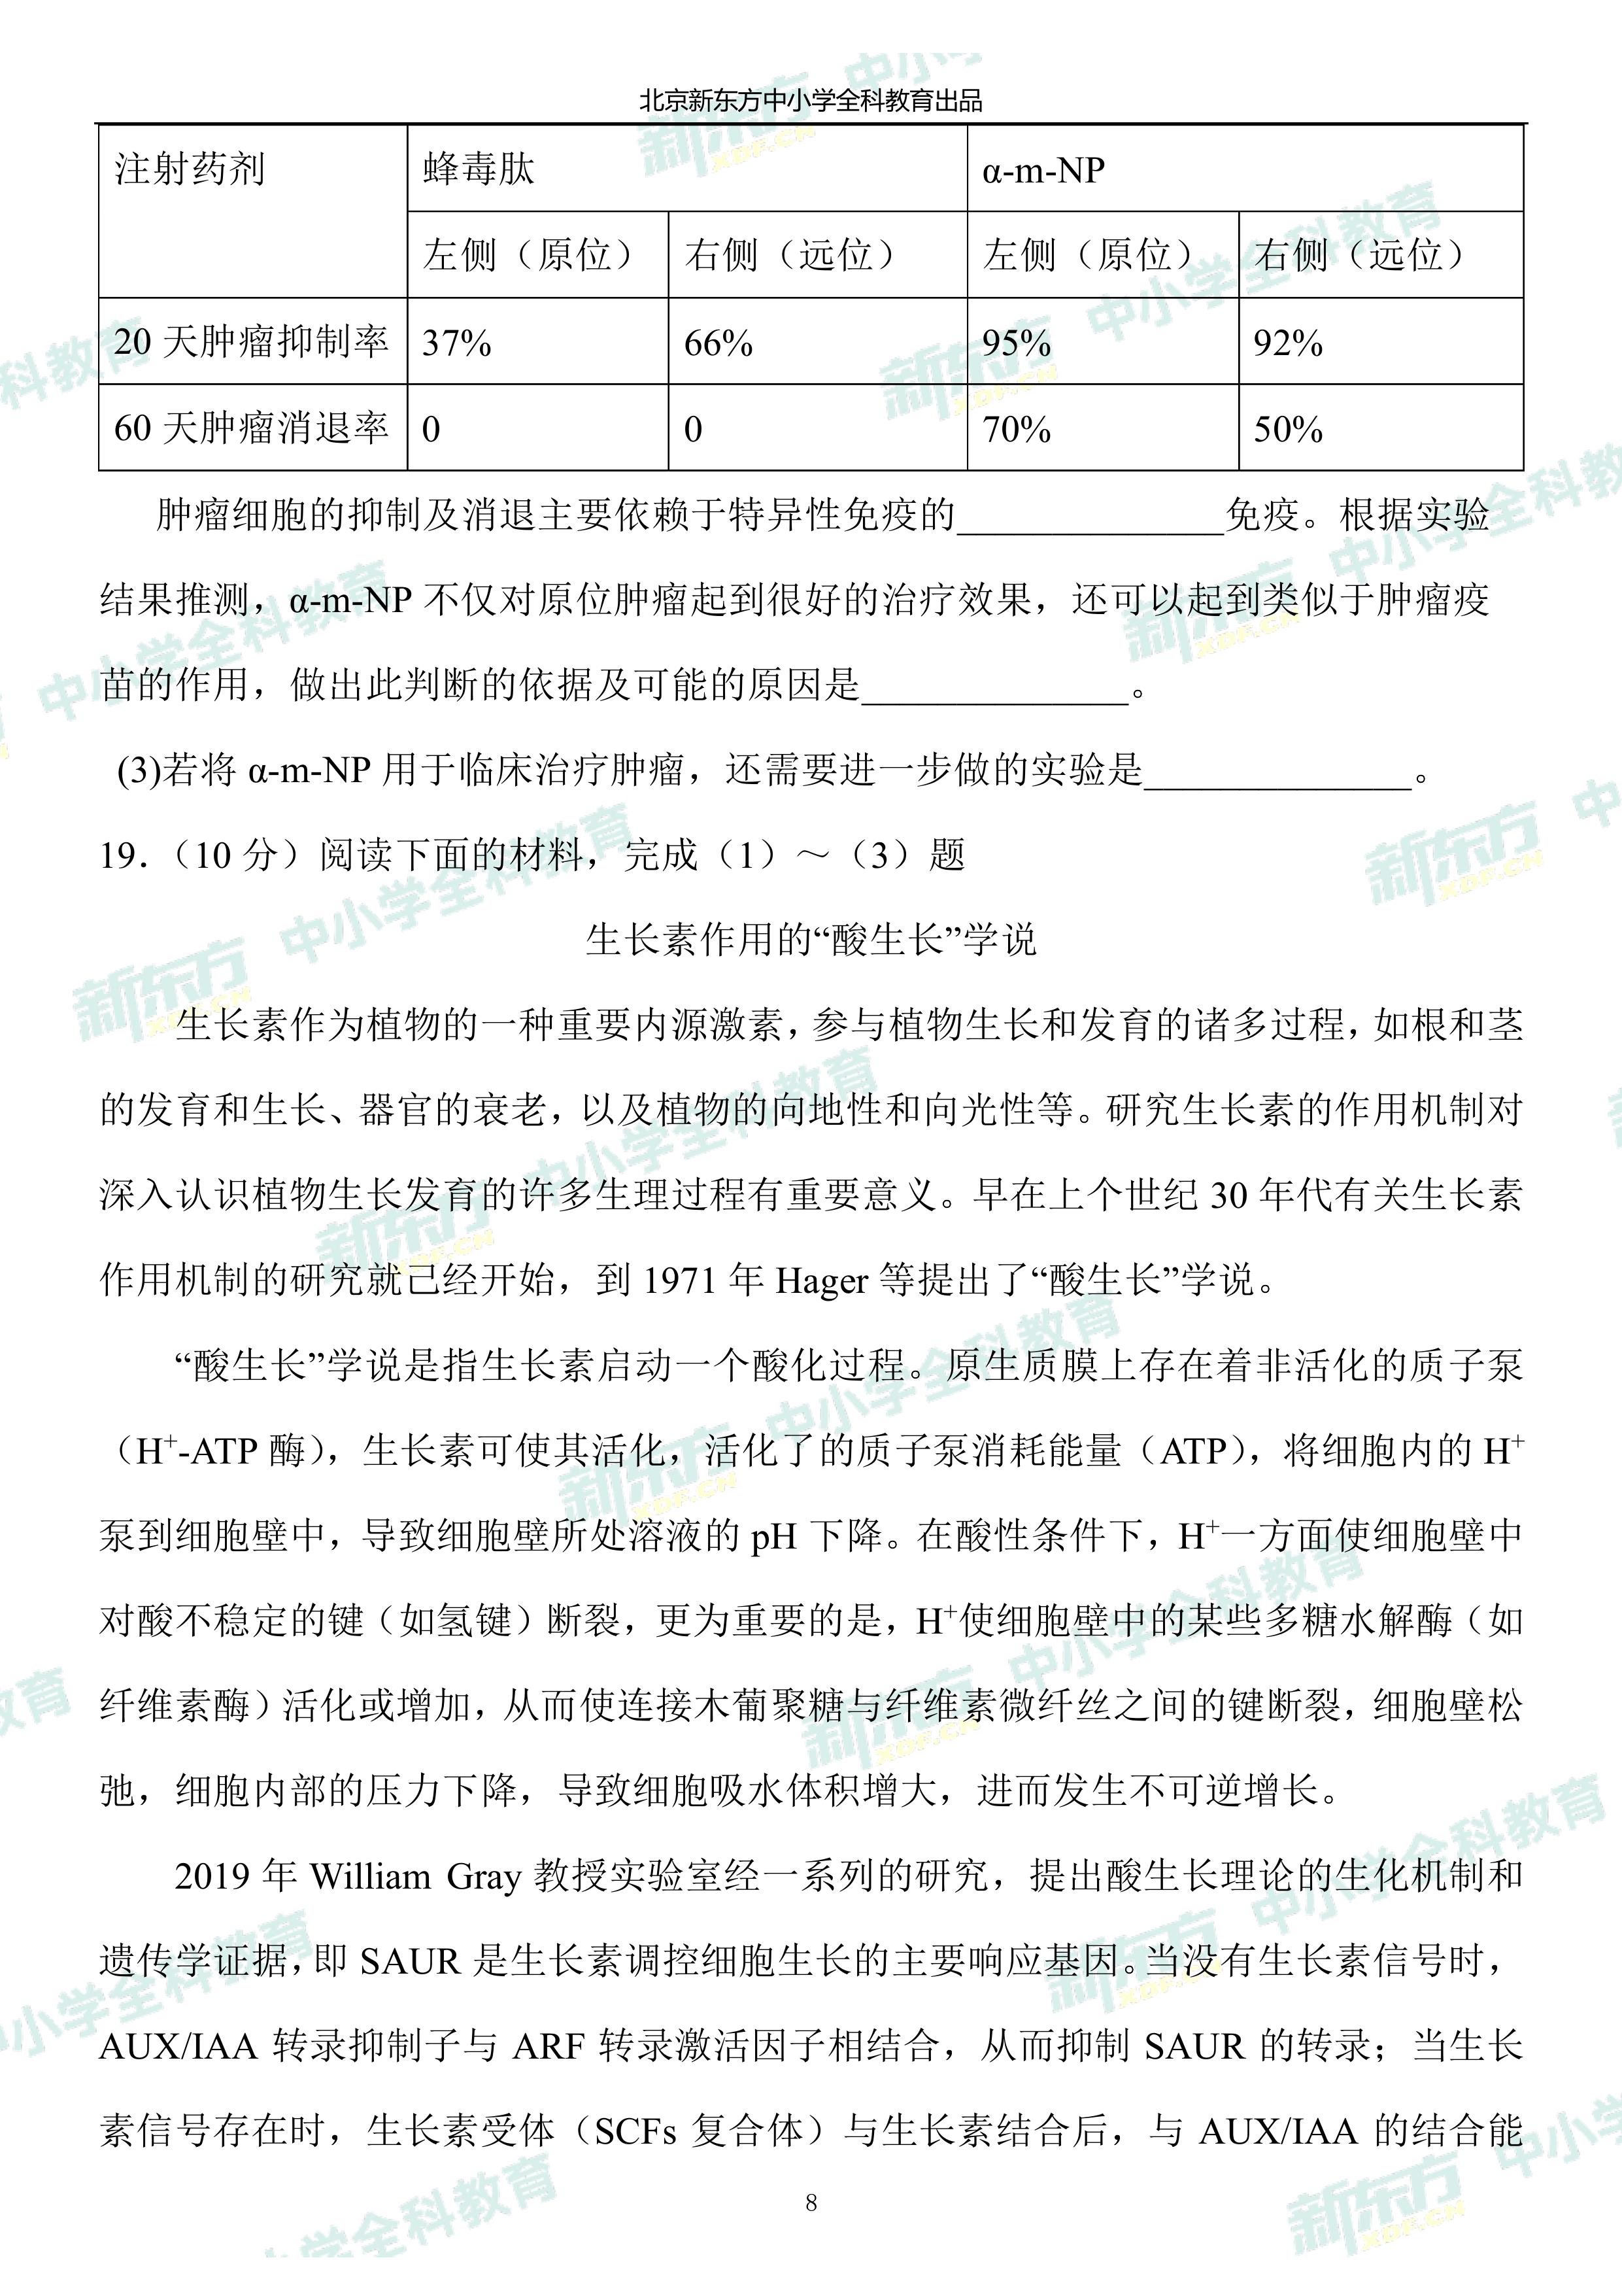 北京新东方中小学全科教育出品
注射药剂 蜂毒肽 α-m-NP
左侧（原位） 右侧（远位） 左侧（原位） 右侧（远位）
20 天肿瘤抑制率 37% 66% 95% 92%
60 天肿瘤消退率 0 0 70% 50%
肿瘤细胞的抑制及消退主要依赖于特异性免疫的______________免疫。根据实验
结果推测，α-m-NP 不仅对原位肿瘤起到很好的治疗效果，还可以起到类似于肿瘤疫
苗的作用，做出此判断的依据及可能的原因是______________。
(3)若将 α-m-NP 用于临床治疗肿瘤，还需要进一步做的实验是______________。
19.（10 分）阅读下面的材料，完成（1）～（3）题
生长素作用的“酸生长”学说
生长素作为植物的一种重要内源激素，参与植物生长和发育的诸多过程，如根和茎
的发育和生长、器官的衰老，以及植物的向地性和向光性等。研究生长素的作用机制对
深入认识植物生长发育的许多生理过程有重要意义。早在上个世纪 30 年代有关生长素
作用机制的研究就已经开始，到 1971 年 Hager 等提出了“酸生长”学说。
“酸生长”学说是指生长素启动一个酸化过程。原生质膜上存在着非活化的质子泵
（H⁺-ATP 酶），生长素可使其活化，活化了的质子泵消耗能量（ATP），将细胞内的 H⁺
泵到细胞壁中，导致细胞壁所处溶液的 pH 下降。在酸性条件下，H⁺一方面使细胞壁中
对酸不稳定的键（如氢键）断裂，更为重要的是，H⁺使细胞壁中的某些多糖水解酶（如
纤维素酶）活化或增加，从而使连接木葡聚糖与纤维素微纤丝之间的键断裂，细胞壁松
弛，细胞内部的压力下降，导致细胞吸水体积增大，进而发生不可逆增长。
2019 年 William Gray 教授实验室经一系列的研究，提出酸生长理论的生化机制和
遗传学证据，即 SAUR 是生长素调控细胞生长的主要响应基因。当没有生长素信号时，
AUX/IAA 转录抑制子与 ARF 转录激活因子相结合，从而抑制 SAUR 的转录；当生长
素信号存在时，生长素受体（SCFs 复合体）与生长素结合后，与 AUX/IAA 的结合能
8